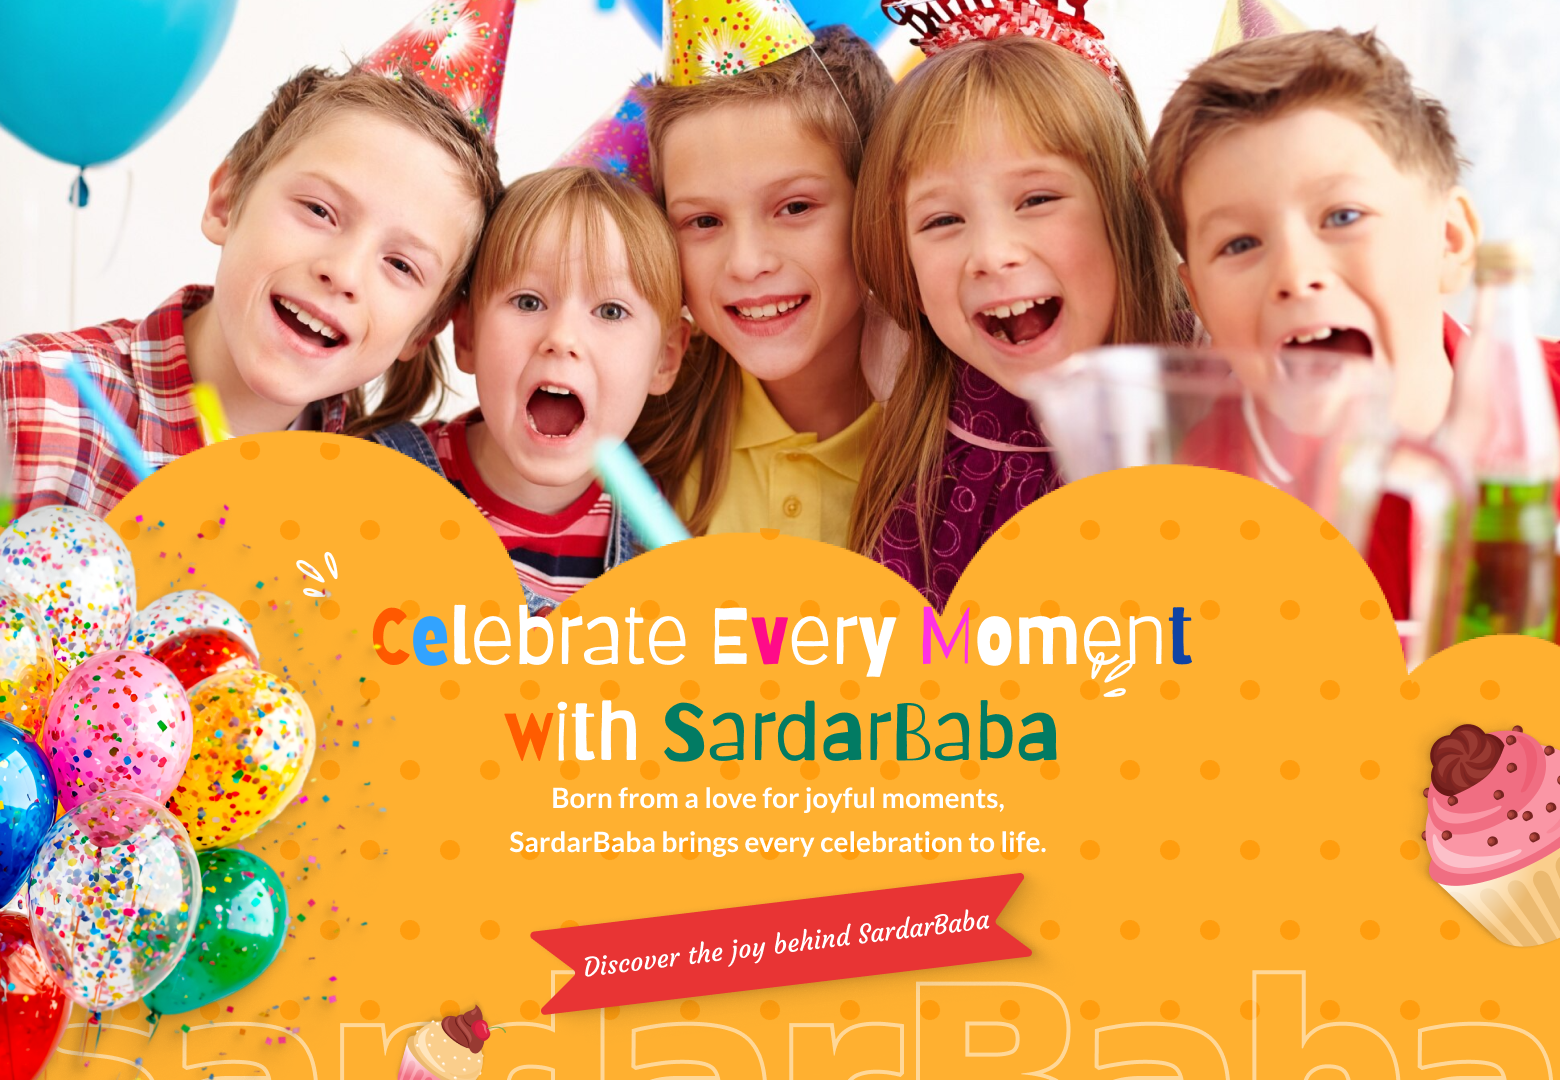 Celebrate Every Moment
with SardarBaba
Born from a love for joyful moments,
SardarBaba brings every celebration to life.
Discover the joy behind SardarBaba
sardarBaba